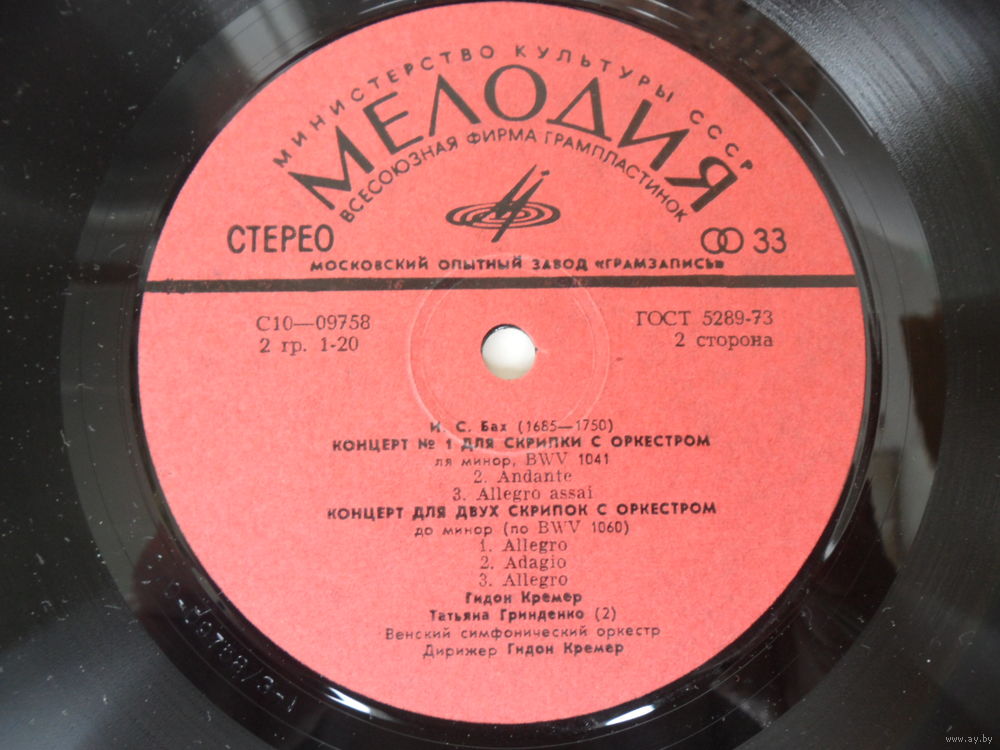 МИНИСТЕРСТВО КУЛЬТУРЫ СССР
МЕЛОДИЯ
ВСЕСОЮЗНАЯ ФИРМА ГРАМПЛАСТИНОК
СТЕРЕО
33
МОСКОВСКИЙ ОПЫТНЫЙ ЗАВОД «ГРАМЗАПИСЬ»
С10—09758
2 гр. 1-20
ГОСТ 5289-73
2 сторона
И. С. Бах (1685—1750)
КОНЦЕРТ № 1 ДЛЯ СКРИПКИ С ОРКЕСТРОМ
ля минор, BWV 1041
2. Andante
3. Allegro assai
КОНЦЕРТ ДЛЯ ДВУХ СКРИПОК С ОРКЕСТРОМ
до минор (по BWV 1060)
1. Allegro
2. Adagio
3. Allegro
Гидон Кремер
Татьяна Гринденко (2)
Венский симфонический оркестр
Дирижер Гидон Кремер
www.ay.by